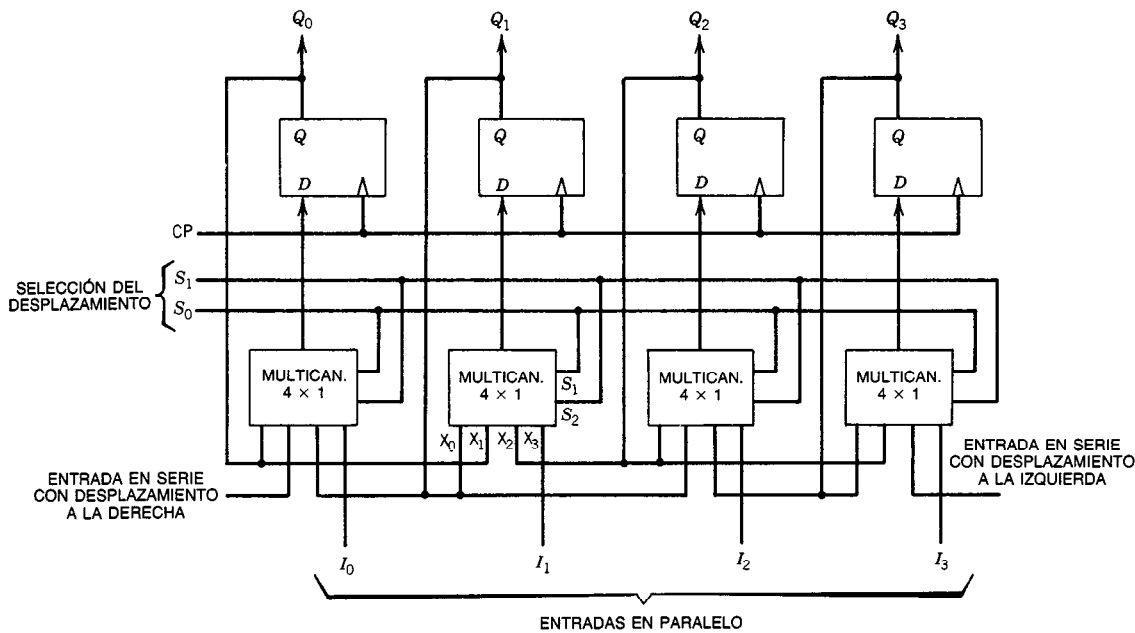 Q0 Q1 Q2 Q3
Q Q Q Q
D D D D
CP
SELECCIÓN DEL
DESPLAZAMIENTO
S1
S0
MULTICAN.
4 × 1
MULTICAN.
4 × 1
S1
S2
MULTICAN.
4 × 1
MULTICAN.
4 × 1
X0 X1 X2 X3
ENTRADA EN SERIE
CON DESPLAZAMIENTO
A LA DERECHA
ENTRADA EN SERIE
CON DESPLAZAMIENTO
A LA IZQUIERDA
I0 I1 I2 I3
ENTRADAS EN PARALELO